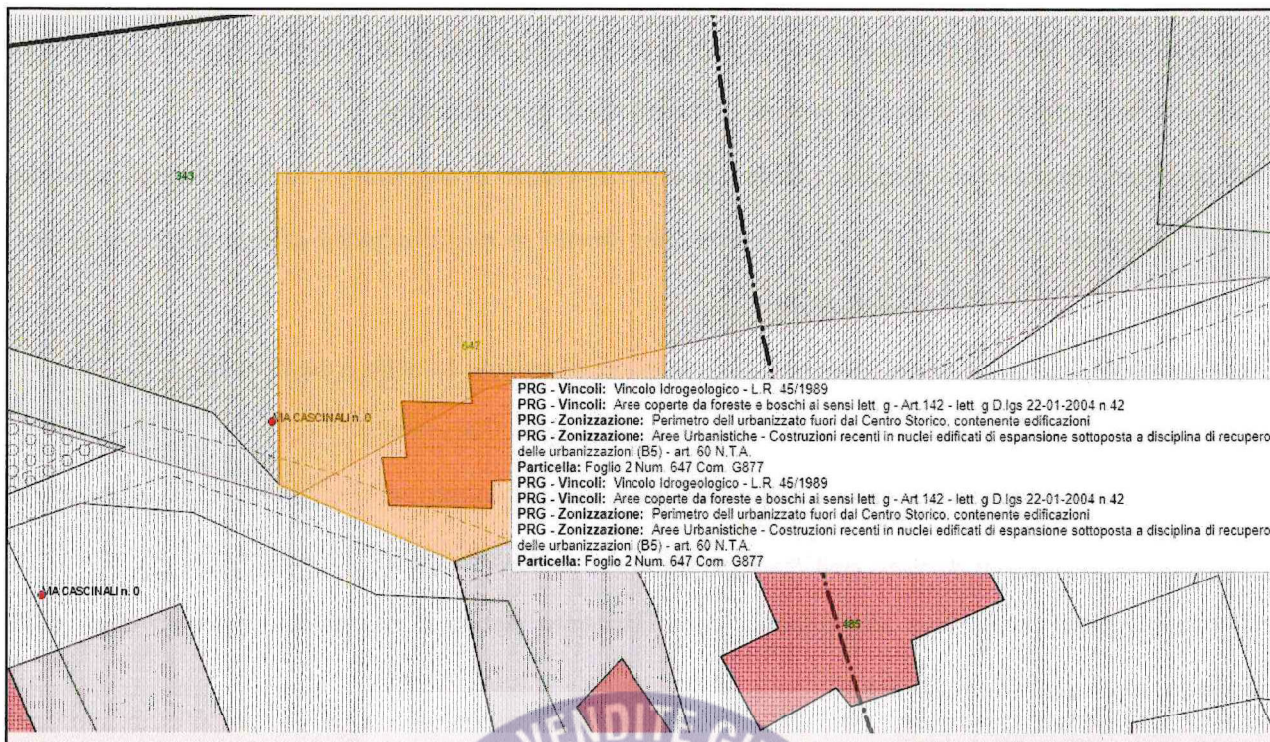 343
647
VIA CASCINALI n. 0
PRG - Vincoli: Vincolo Idrogeologico - L.R. 45/1989
PRG - Vincoli: Aree coperte da foreste e boschi ai sensi lett. g - Art.142 - lett. g D.lgs 22-01-2004 n 42
PRG - Zonizzazione: Perimetro dell urbanizzato fuori dal Centro Storico, contenente edificazioni
PRG - Zonizzazione: Aree Urbanistiche - Costruzioni recenti in nuclei edificati di espansione sottoposta a disciplina di recupero
delle urbanizzazioni (B5) - art. 60 N.T.A.
Particella: Foglio 2 Num. 647 Com. G877
PRG - Vincoli: Vincolo Idrogeologico - L.R. 45/1989
PRG - Vincoli: Aree coperte da foreste e boschi ai sensi lett. g - Art.142 - lett. g D.lgs 22-01-2004 n 42
PRG - Zonizzazione: Perimetro dell urbanizzato fuori dal Centro Storico, contenente edificazioni
PRG - Zonizzazione: Aree Urbanistiche - Costruzioni recenti in nuclei edificati di espansione sottoposta a disciplina di recupero
delle urbanizzazioni (B5) - art. 60 N.T.A.
Particella: Foglio 2 Num. 647 Com. G877
VIA CASCINALI n. 0
485
VENDITE